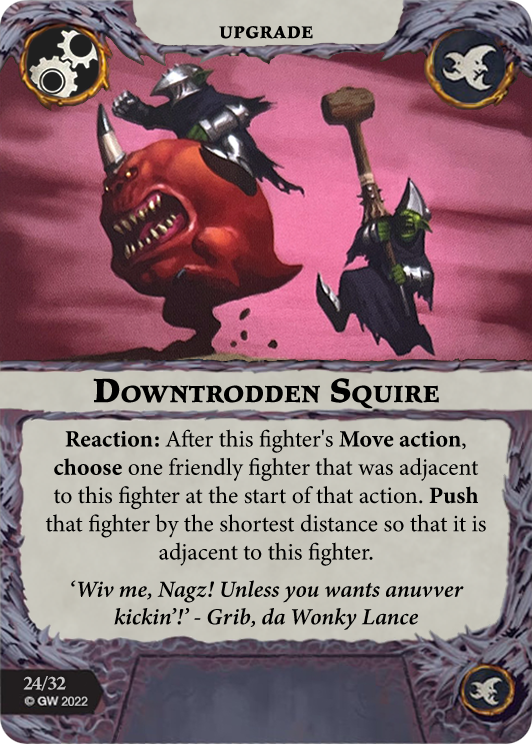 UPGRADE
DOWNTRODDEN SQUIRE
Reaction: After this fighter's Move action,
choose one friendly fighter that was adjacent
to this fighter at the start of that action. Push
that fighter by the shortest distance so that it is
adjacent to this fighter.
‘Wiv me, Nagz! Unless you wants anuvver
kickin’!’ - Grib, da Wonky Lance
24/32
© GW 2022